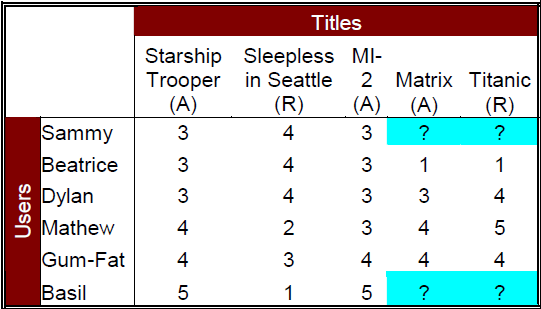 Titles
Starship Trooper (A) Sleepless in Seattle (R) MI-2 (A) Matrix (A) Titanic (R)
Users
Sammy 3 4 3 ? ?
Beatrice 3 4 3 1 1
Dylan 3 4 3 3 4
Mathew 4 2 3 4 5
Gum-Fat 4 3 4 4 4
Basil 5 1 5 ? ?